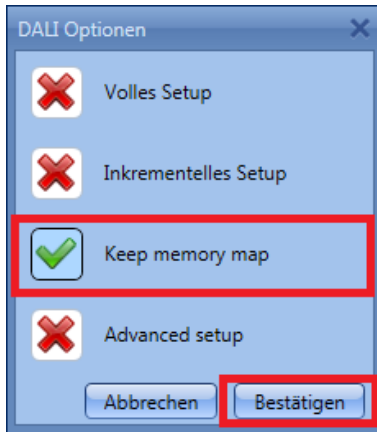 DALI Optionen
Volles Setup
Inkrementelles Setup
Keep memory map
Advanced setup
Abbrechen Bestätigen